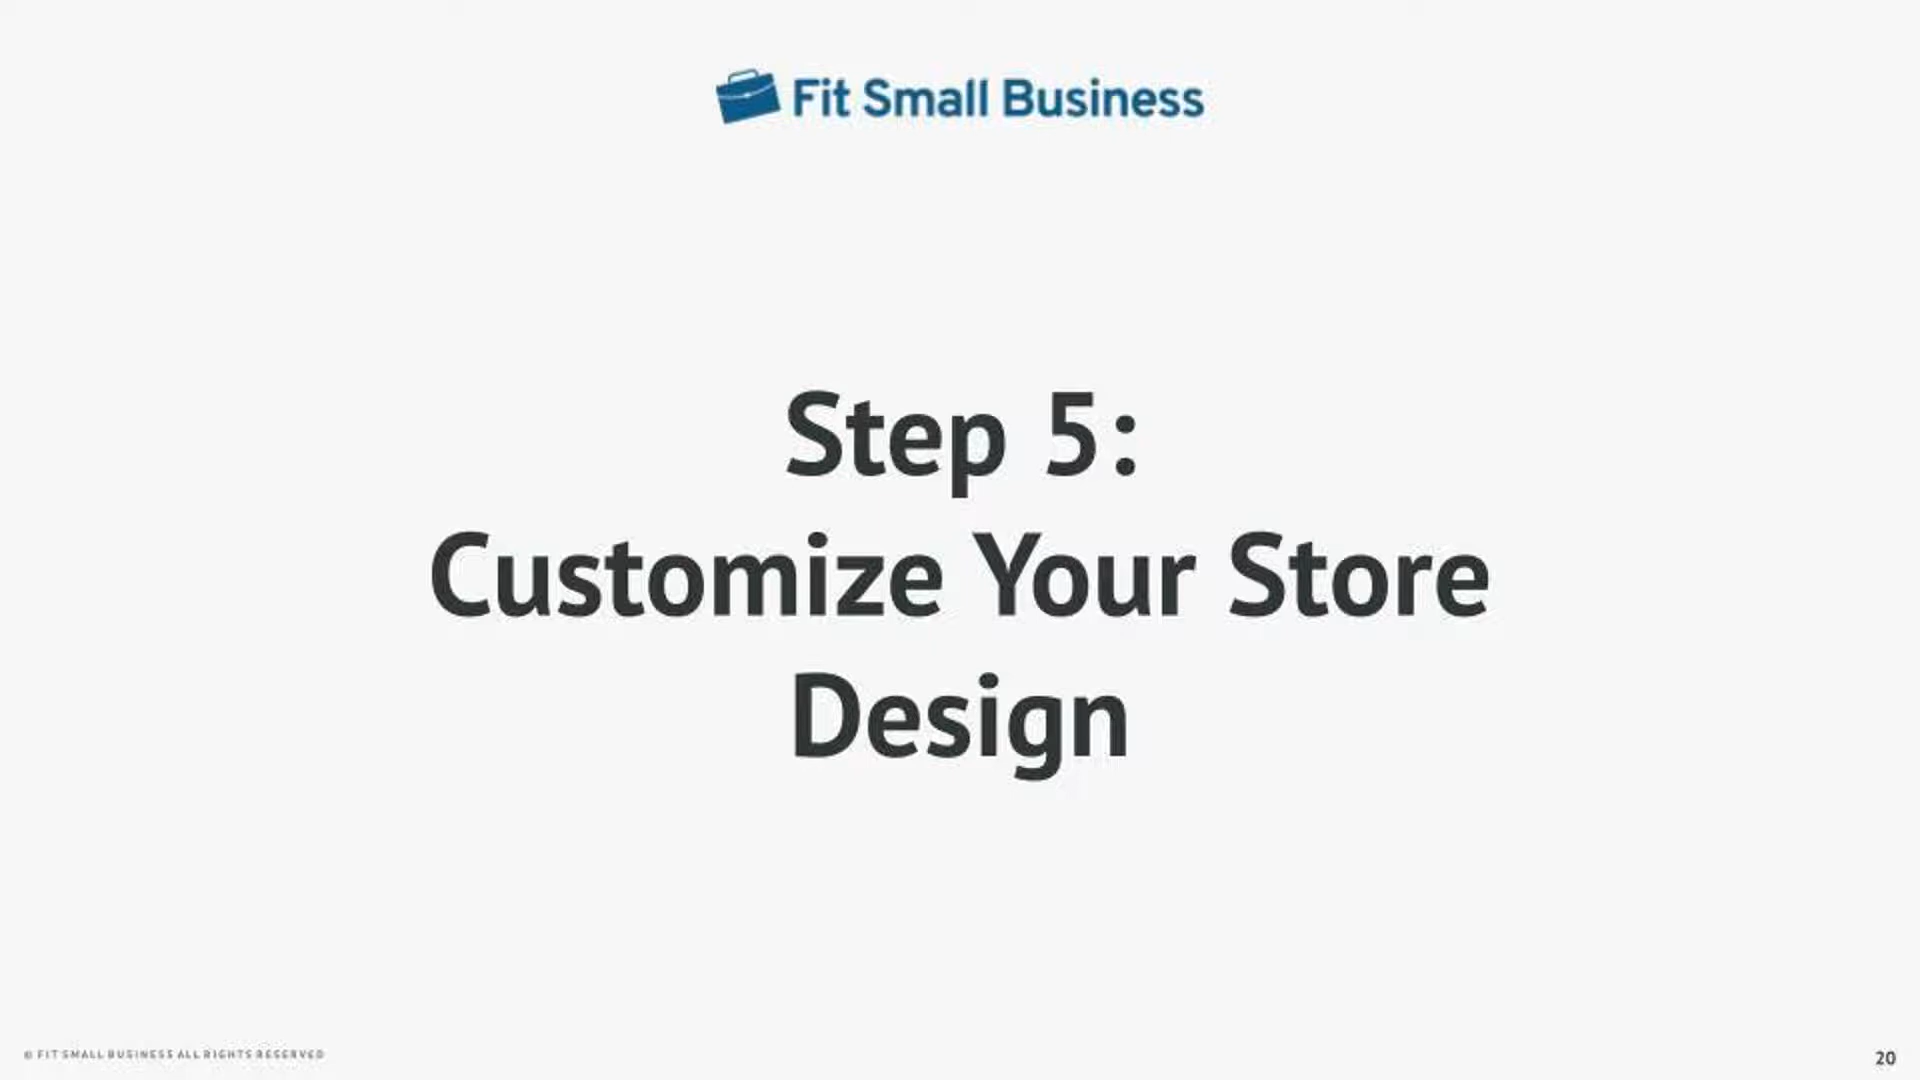 Fit Small Business
Step 5:
Customize Your Store
Design
© FIT SMALL BUSINESS ALL RIGHTS RESERVED
20